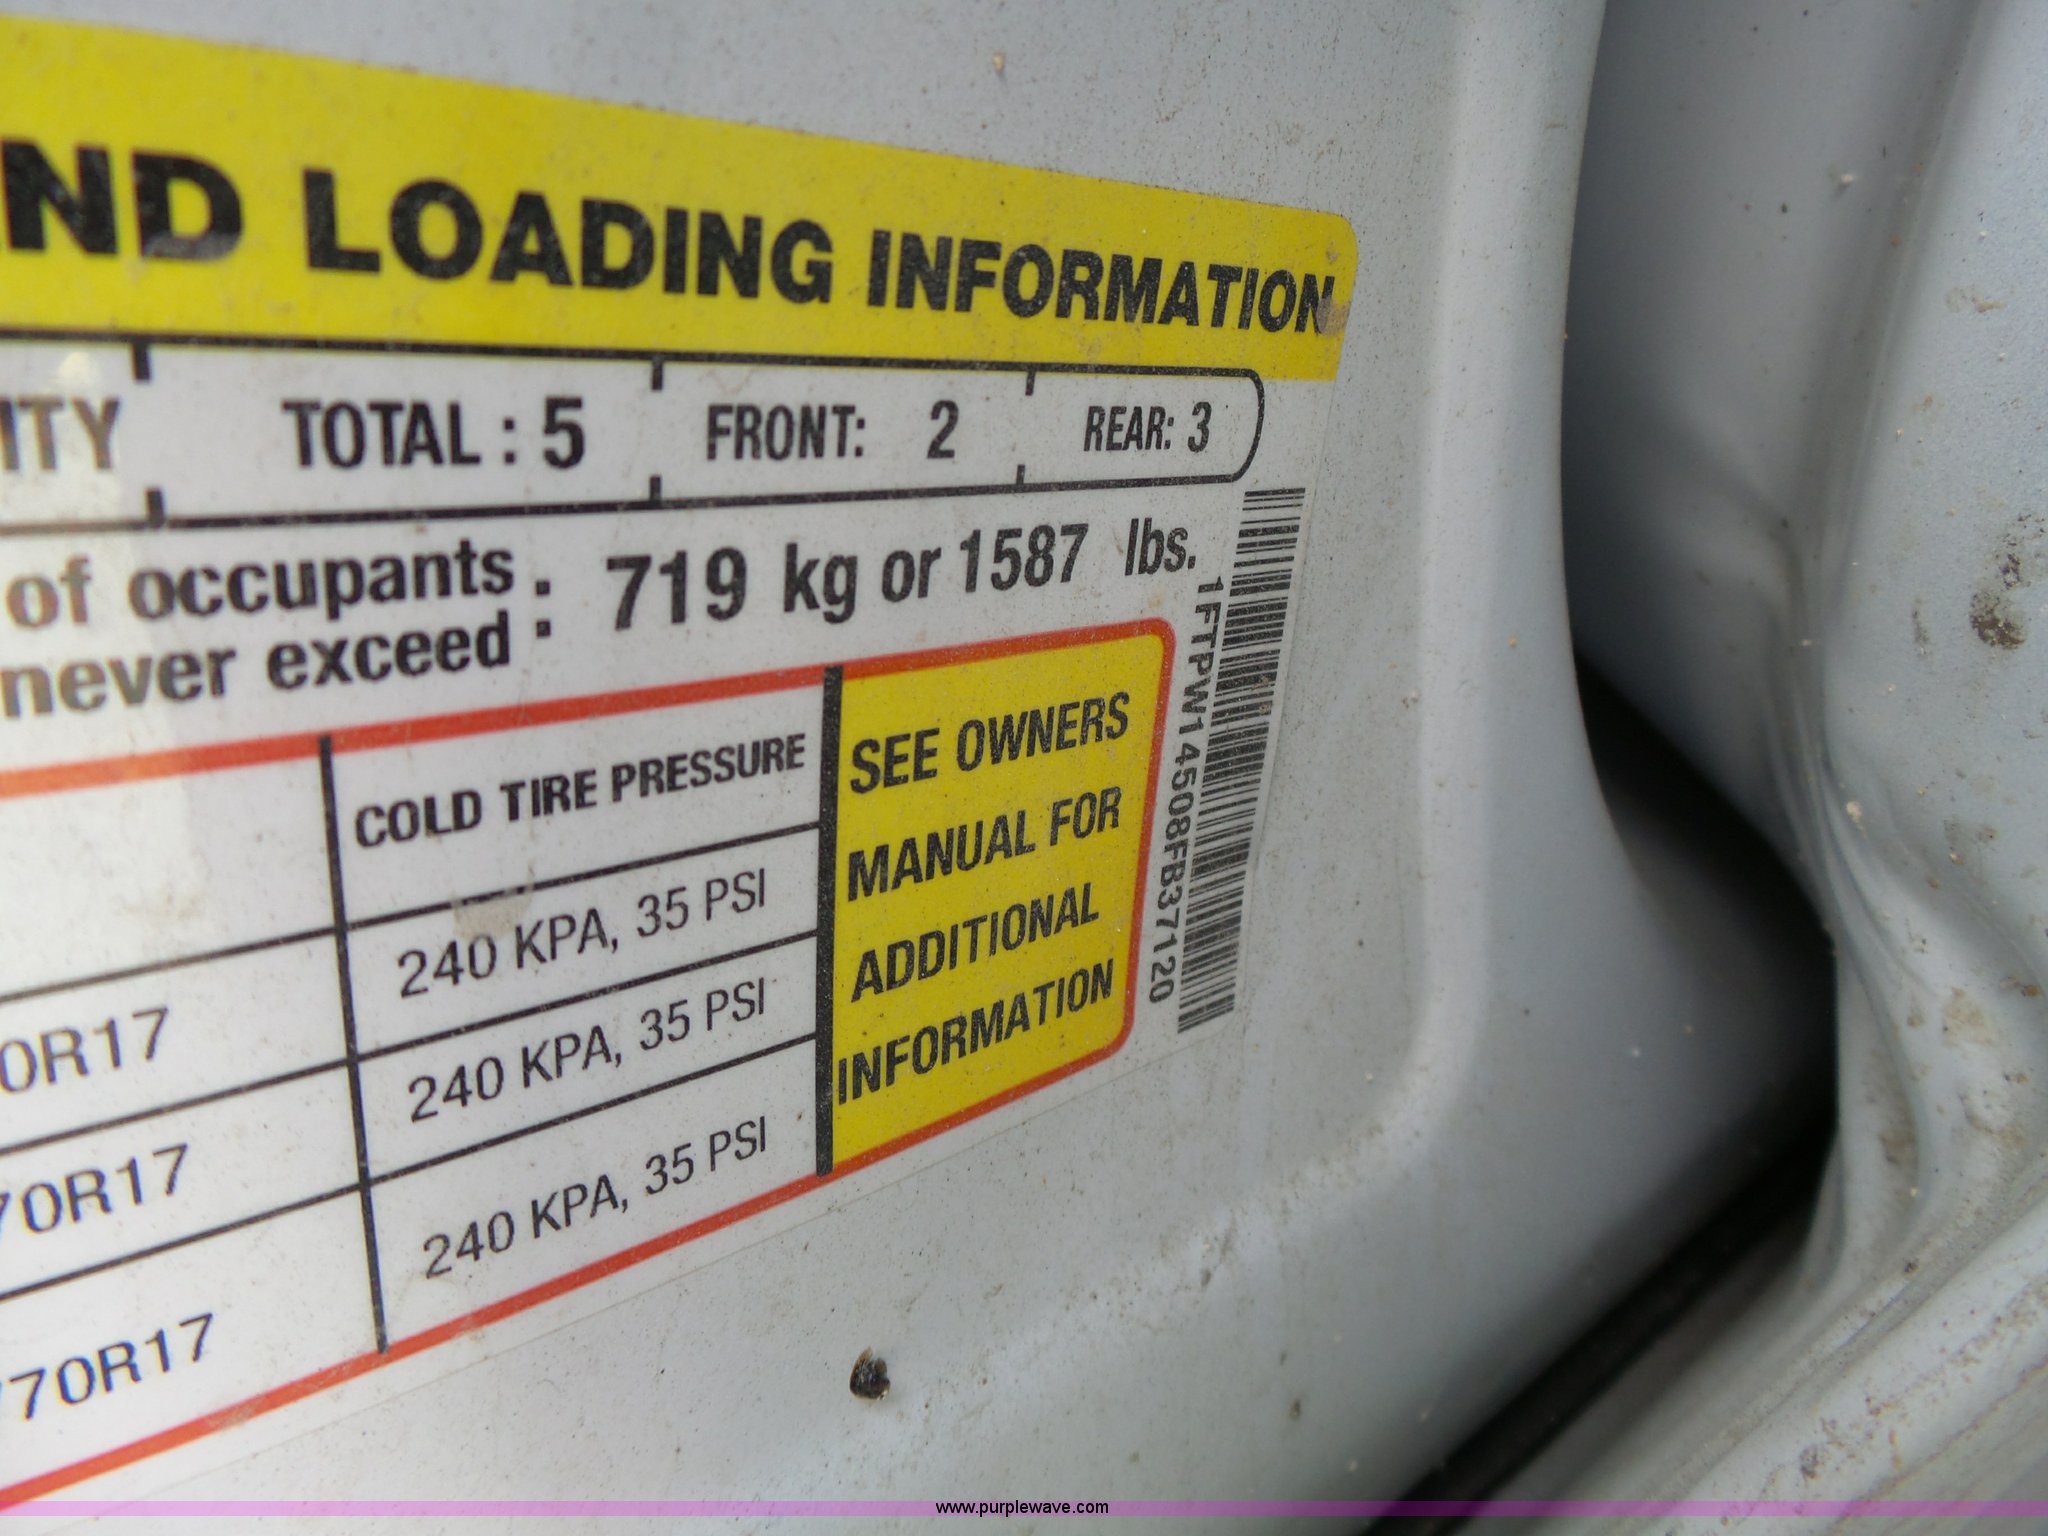 ND LOADING INFORMATION
ITY TOTAL : 5 FRONT: 2 REAR: 3
of occupants
never exceed : 719 kg or 1587 lbs.
COLD TIRE PRESSURE
240 KPA, 35 PSI
0R17 240 KPA, 35 PSI
70R17 240 KPA, 35 PSI
70R17
SEE OWNERS
MANUAL FOR
ADDITIONAL
INFORMATION
1FTPW14508FB37120
www.purplewave.com